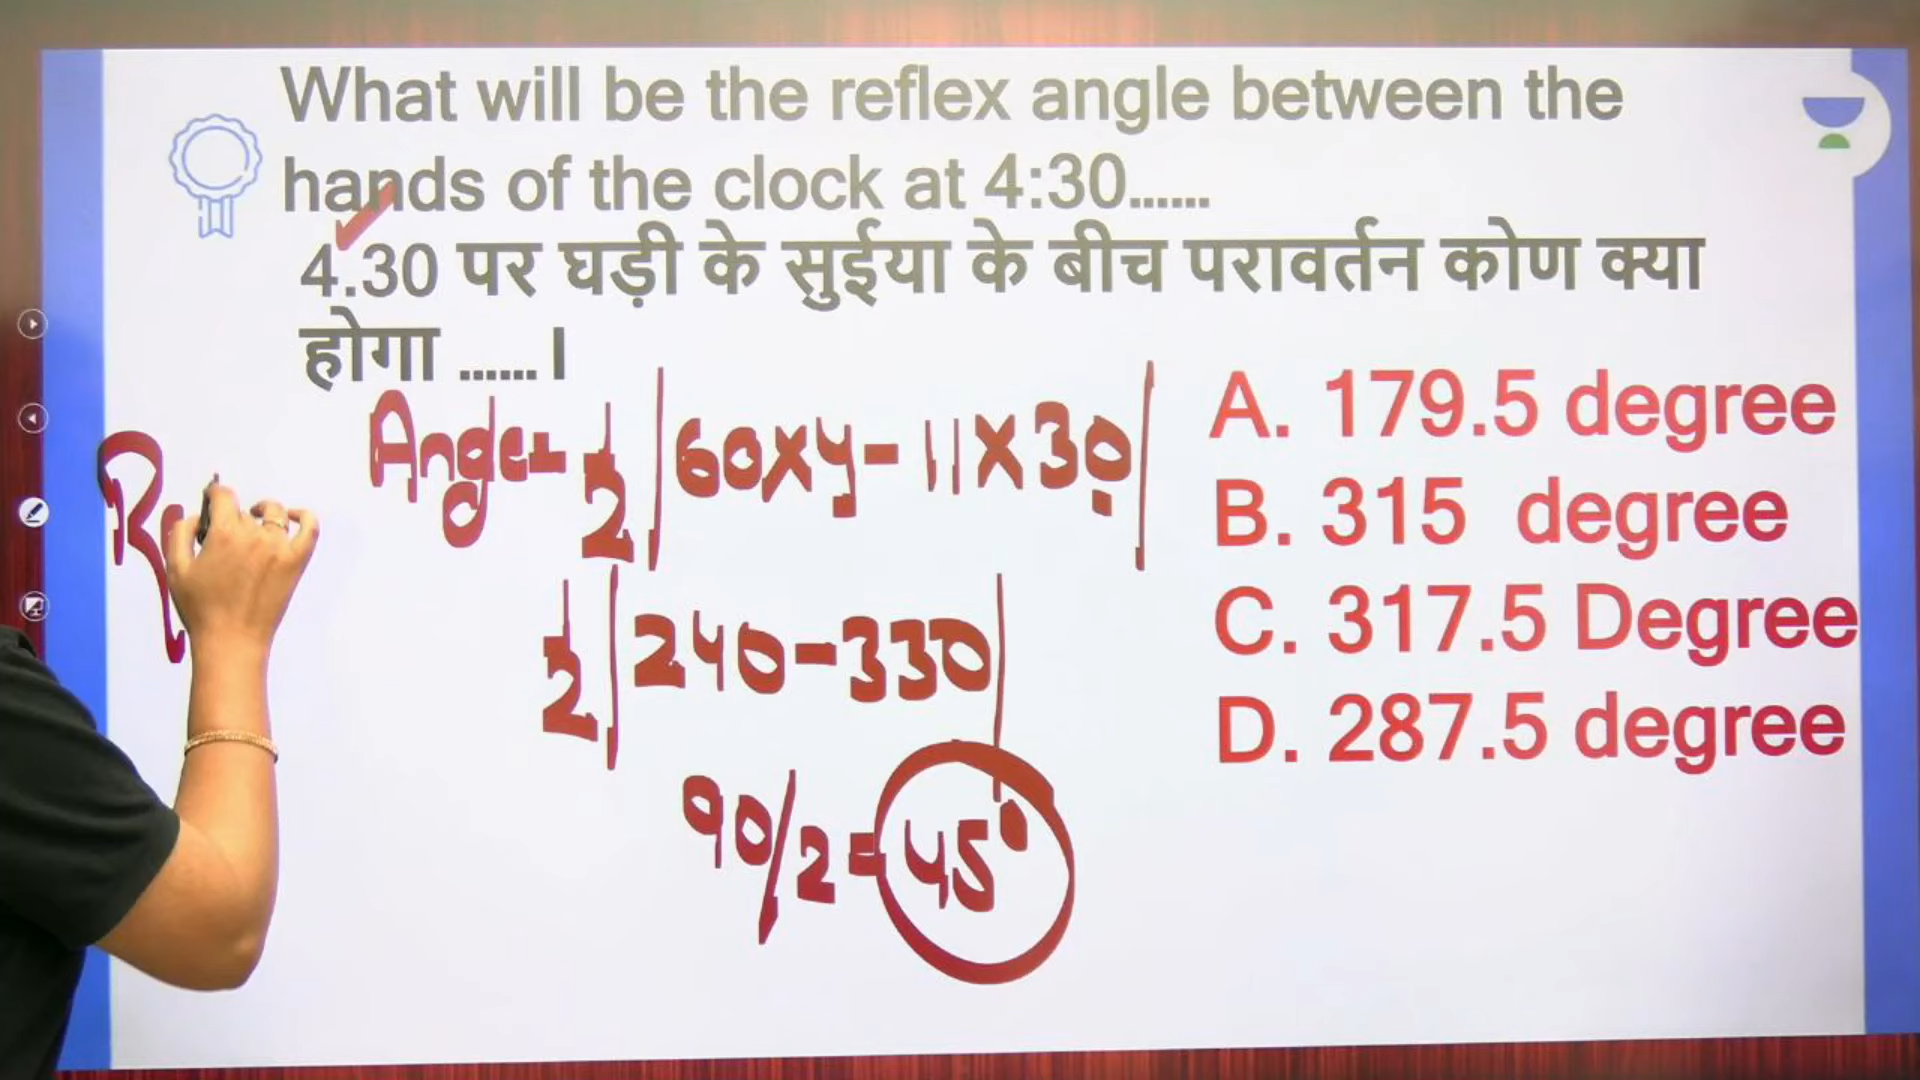 What will be the reflex angle between the
hands of the clock at 4:30......
4.30 पर घड़ी के सुईया के बीच परावर्तन कोण क्या
होगा ......।
Angle = 1/2 |60×4 - 11×30|
1/2 |240-330|
90/2 = 45°
Re
A. 179.5 degree
B. 315 degree
C. 317.5 Degree
D. 287.5 degree